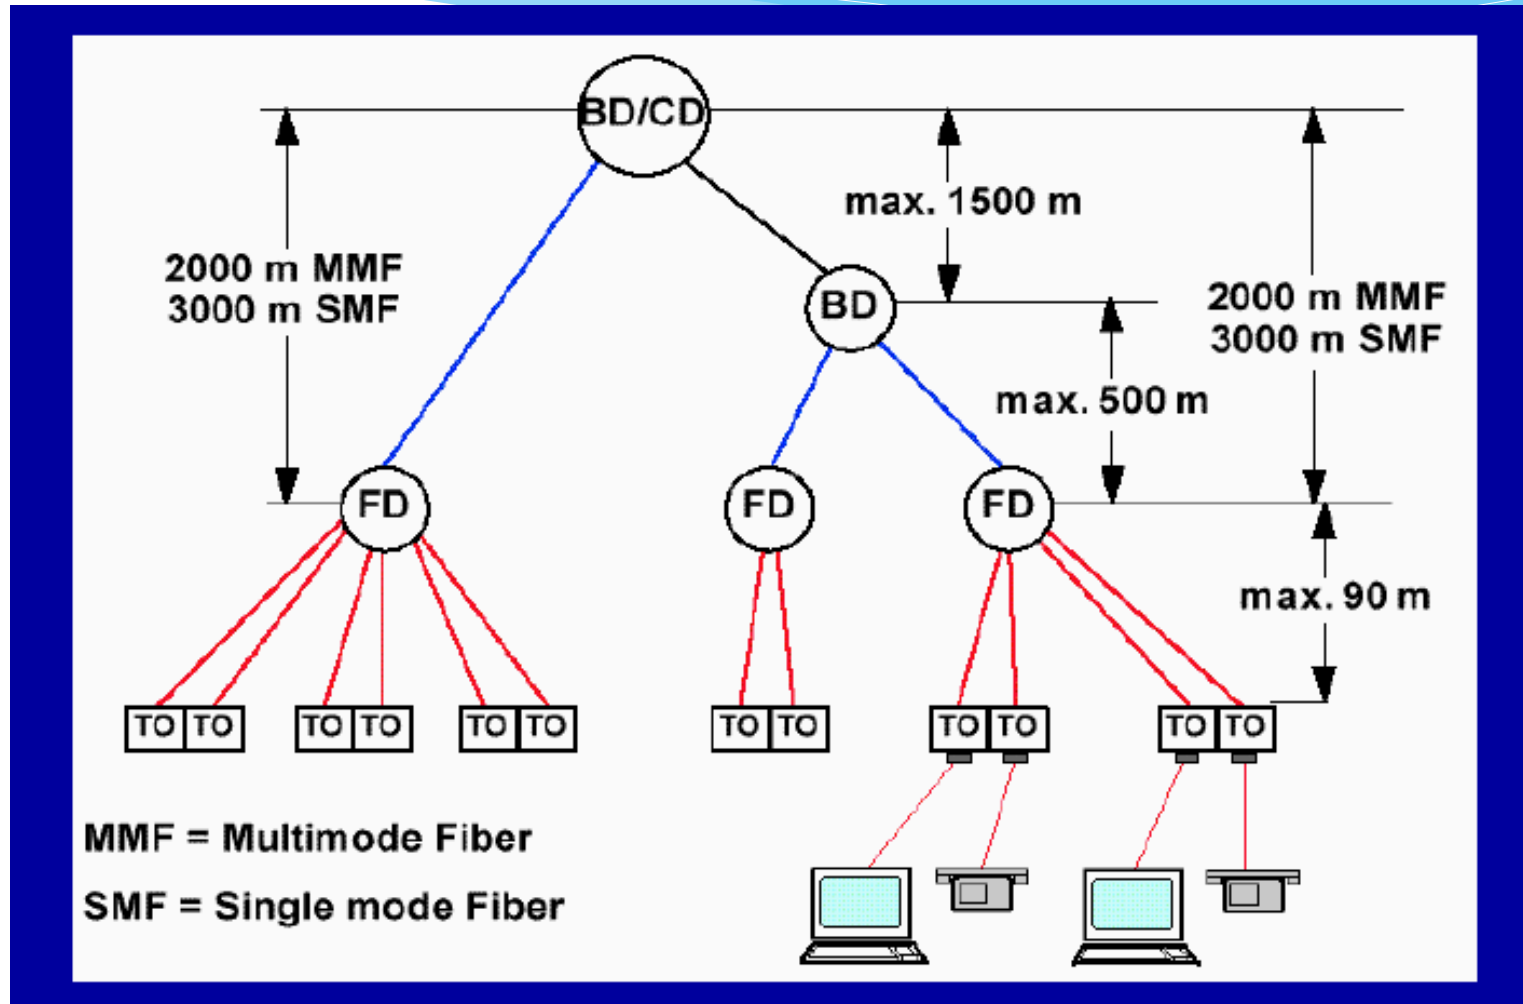 BD/CD
max. 1500 m
2000 m MMF
3000 m SMF
BD
2000 m MMF
3000 m SMF
max. 500 m
FD
FD
FD
max. 90 m
TO TO
TO TO
TO TO
TO TO
TO TO
TO TO
MMF = Multimode Fiber
SMF = Single mode Fiber